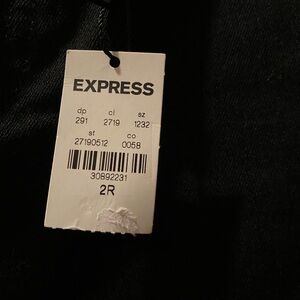 EXPRESS
dp cl sz
291 2719 1232
st co
27190512 0058
30892231
2R